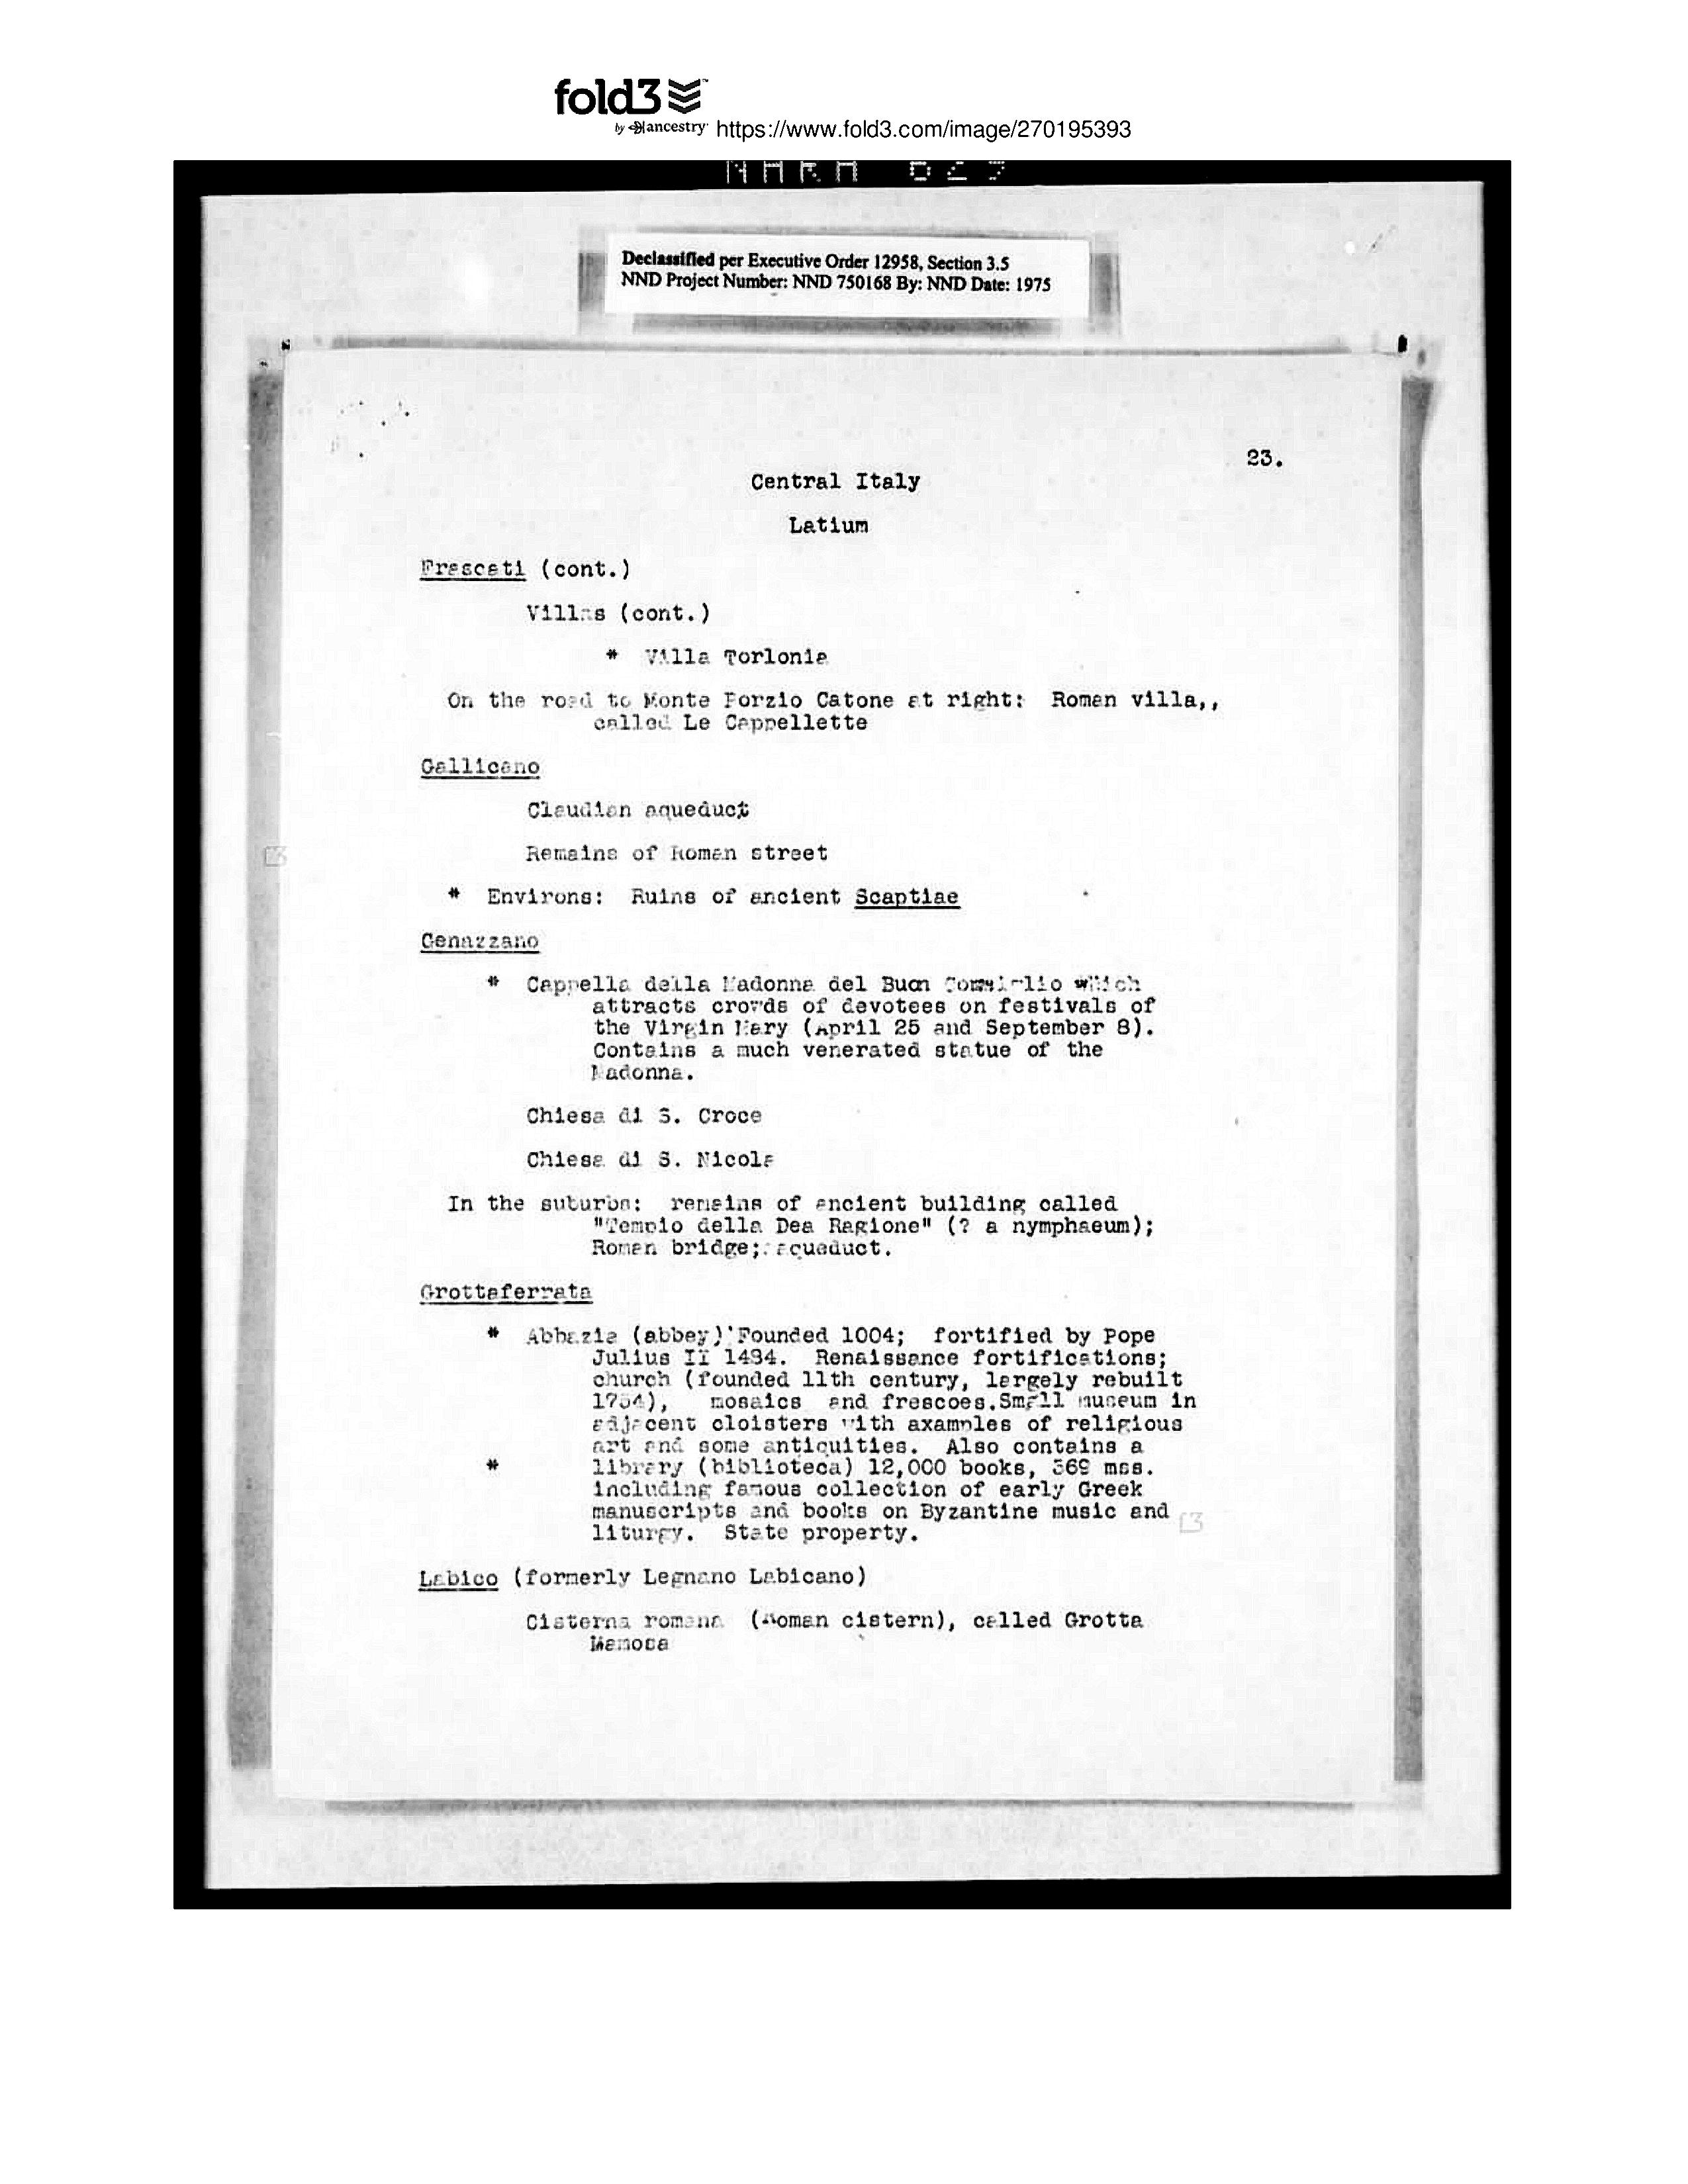 fold3
by ancestry https://www.fold3.com/image/270195393
Declassified per Executive Order 12958, Section 3.5
NND Project Number: NND 750168 By: NND Date: 1975
23.
Central Italy
Latium
Frascati (cont.)
Villas (cont.)
* Villa Torlonia
On the road to Monte Porzio Catone at right: Roman villa,,
called Le Cappellette
Gallicano
Claudian aqueduct
Remains of Roman street
* Environs: Ruins of ancient Scaptiae
Genazzano
* Cappella della Madonna del Buon which
attracts crowds of devotees on festivals of
the Virgin Mary (April 25 and September 8).
Contains a much venerated statue of the
Madonna.
Chiesa di S. Croce
Chiesa di S. Nicola
In the suburbs: remains of ancient building called
"Tempio della Dea Ragione" (? a nymphaeum);
Roman bridge; aqueduct.
Grottaferrata
* Abbazia (abbey) Founded 1004; fortified by Pope
Julius II 1484. Renaissance fortifications;
church (founded 11th century, largely rebuilt
mosaics and frescoes.Small museum in
adjacent cloisters with axamples of religious
art and some antiquities. Also contains a
* library (biblioteca) 12,000 books, mss.
including famous collection of early Greek
manuscripts and books on Byzantine music and
liturgy. State property.
Labico (formerly Legnano Labicano)
Cisterna romana (Roman cistern), called Grotta
Mamosa